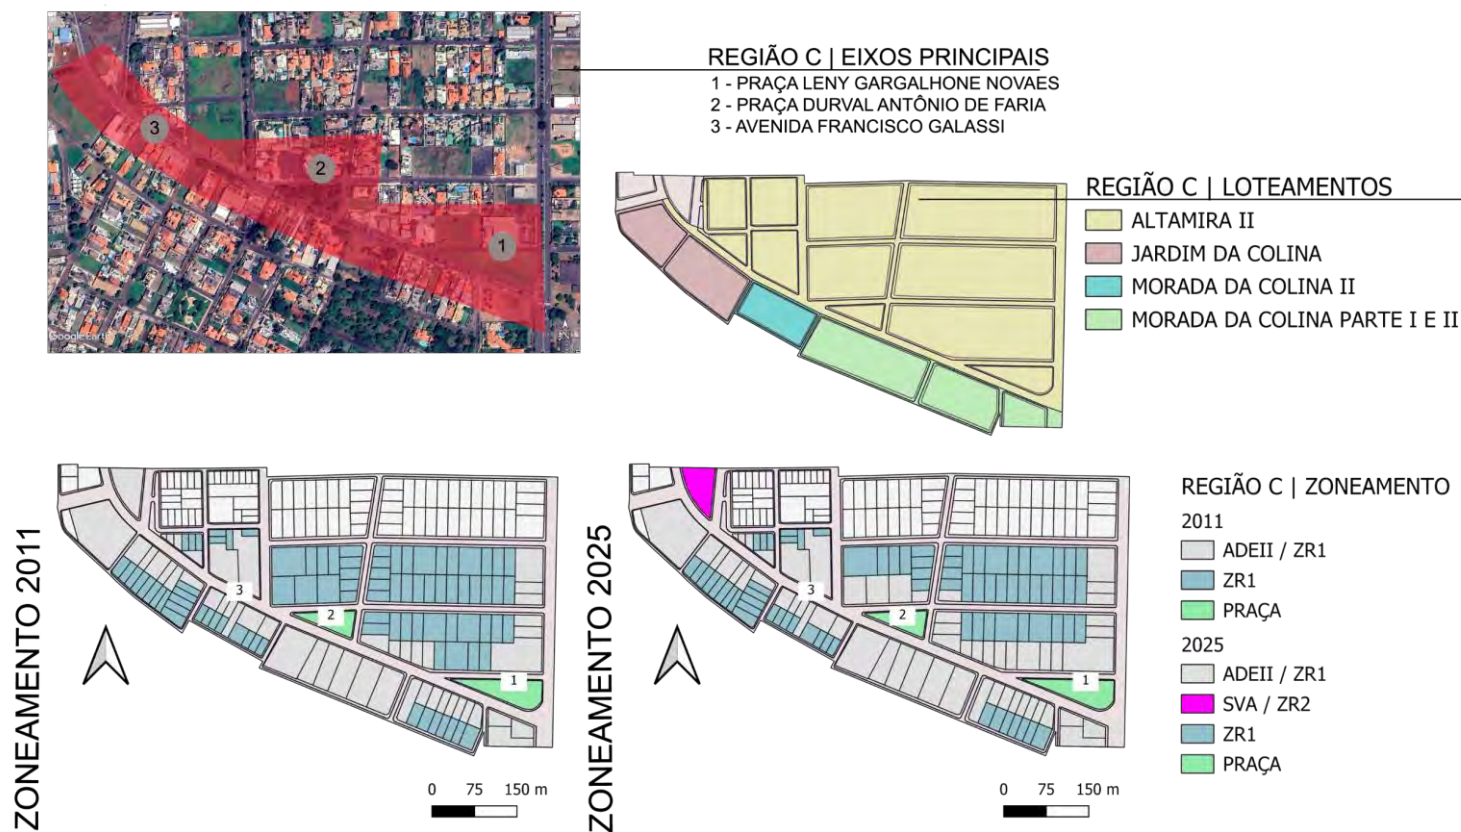 REGIÃO C | EIXOS PRINCIPAIS
1 - PRAÇA LENY GARGALHONE NOVAES
2 - PRAÇA DURVAL ANTÔNIO DE FARIA
3 - AVENIDA FRANCISCO GALASSI
3
2
1
Google Earth
REGIÃO C | LOTEAMENTOS
ALTAMIRA II
JARDIM DA COLINA
MORADA DA COLINA II
MORADA DA COLINA PARTE I E II
ZONEAMENTO 2011
3
2
1
0 75 150 m
ZONEAMENTO 2025
3
2
1
0 75 150 m
REGIÃO C | ZONEAMENTO
2011
ADEII / ZR1
ZR1
PRAÇA
2025
ADEII / ZR1
SVA / ZR2
ZR1
PRAÇA